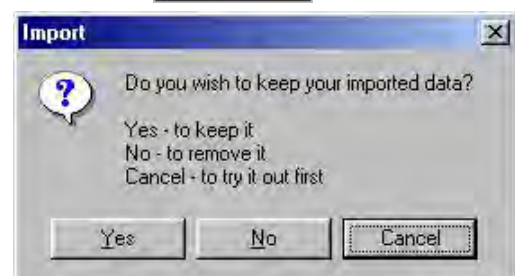 Import
Do you wish to keep your imported data?
Yes - to keep it
No - to remove it
Cancel - to try it out first
Yes No Cancel